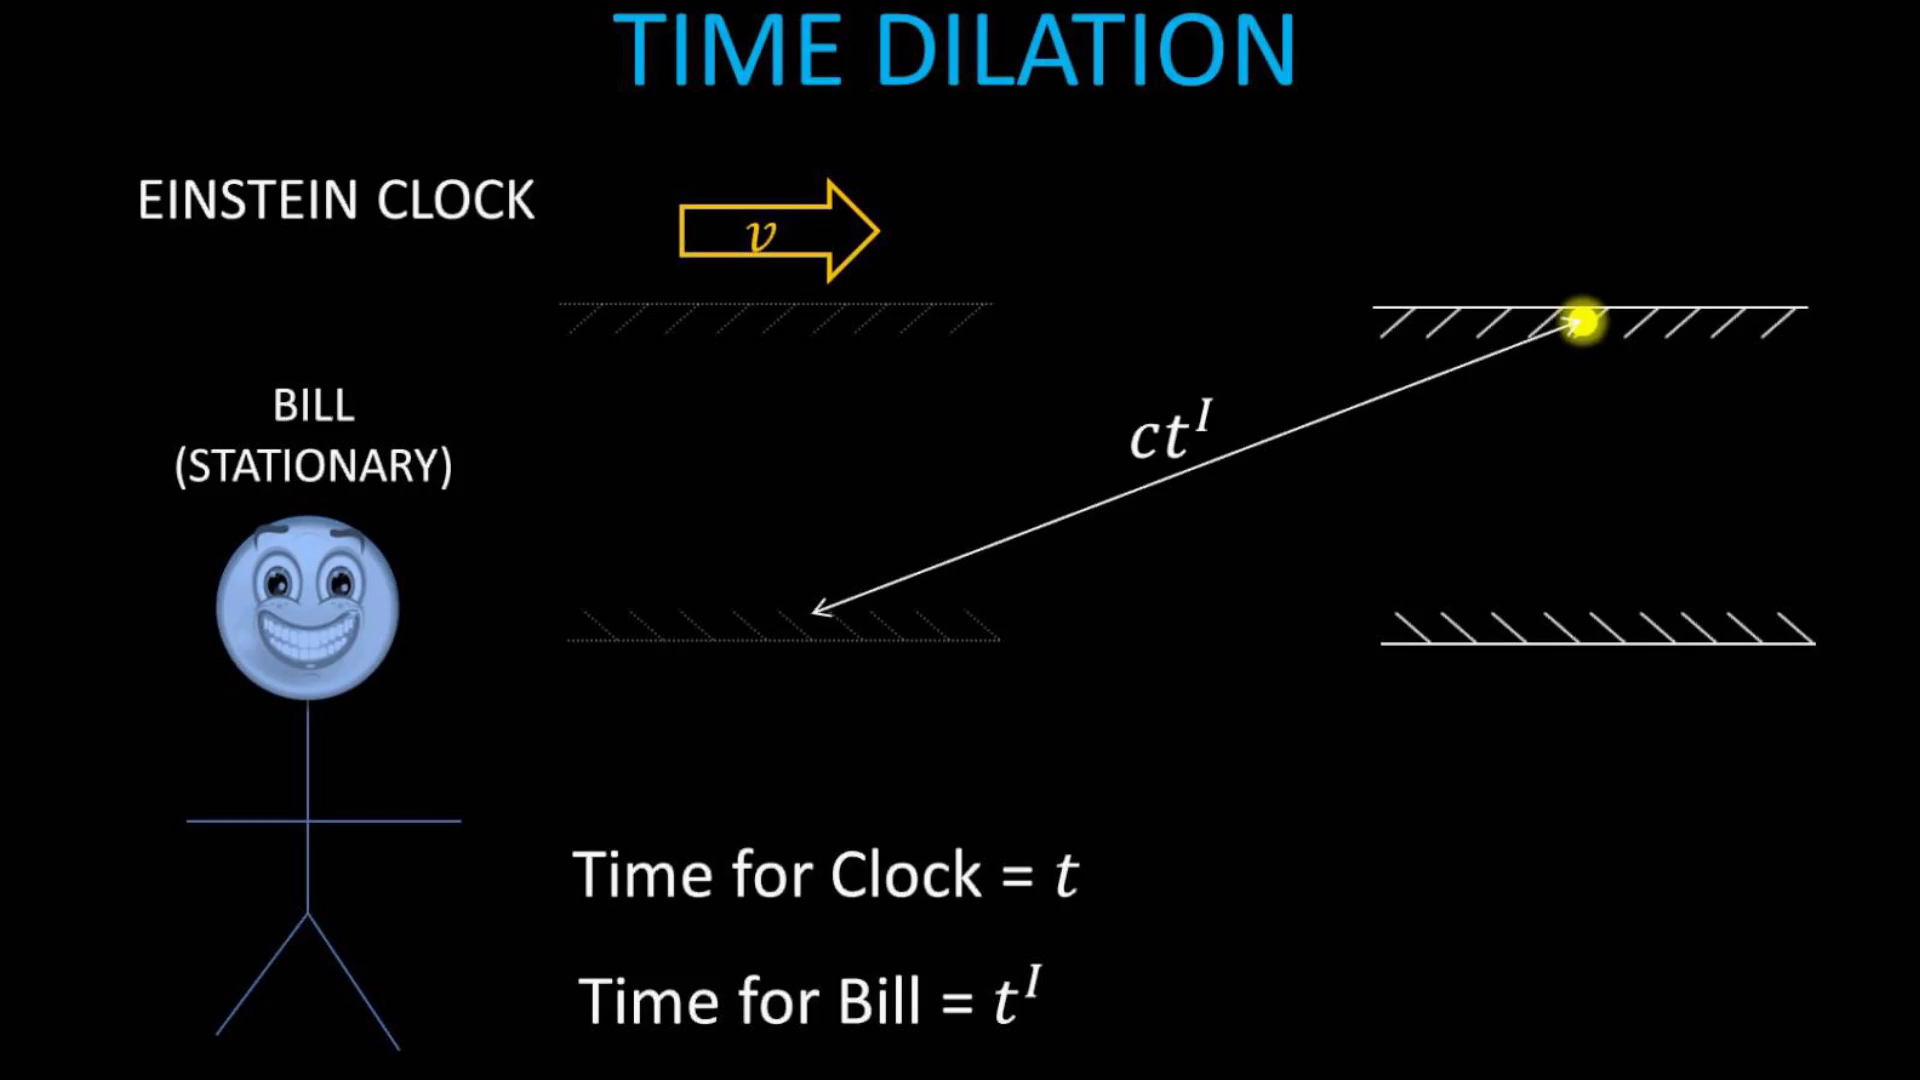 TIME DILATION
EINSTEIN CLOCK
v
BILL
(STATIONARY)
ct^I
Time for Clock = t
Time for Bill = t^I